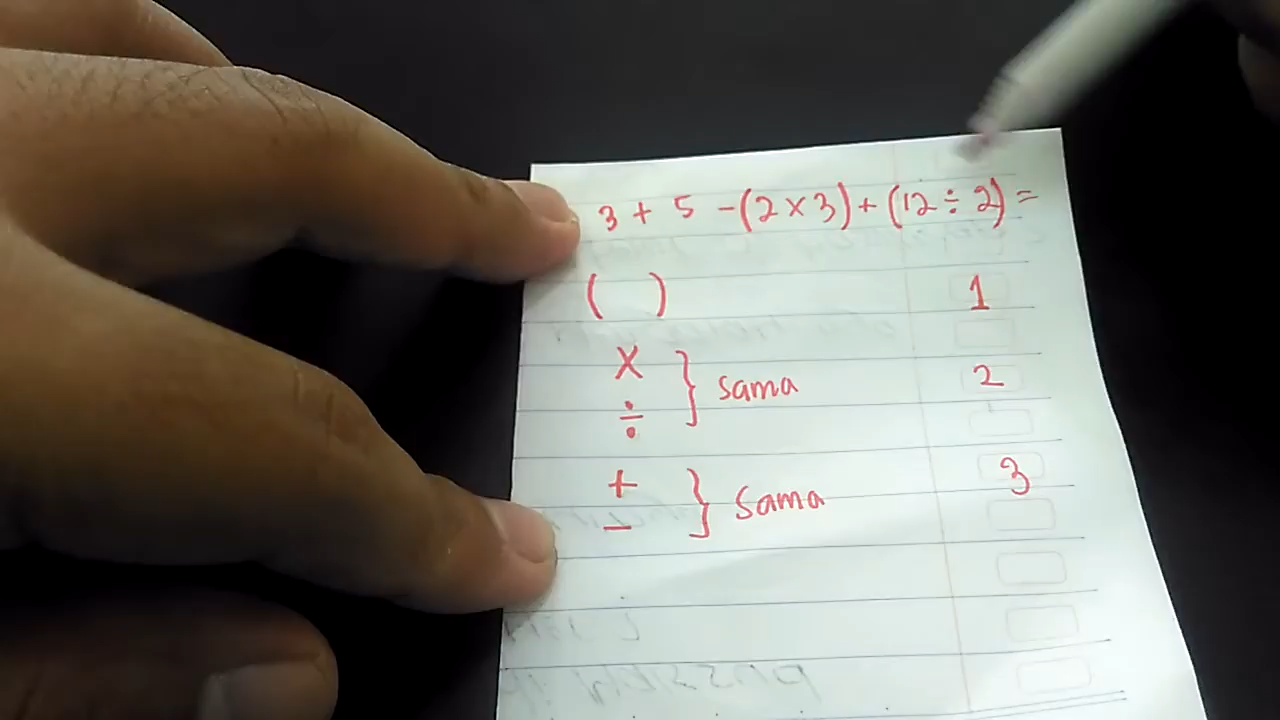 3 + 5 - (2 × 3) + (12 ÷ 2) =
( ) 1
× } sama 2
÷
+ } sama 3
-